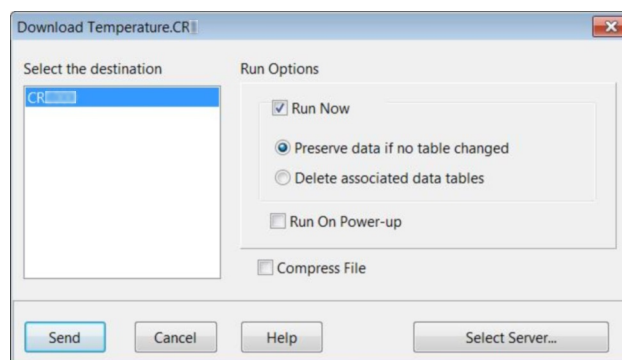 Download Temperature.CR
Select the destination
CR
Run Options
Run Now
Preserve data if no table changed
Delete associated data tables
Run On Power-up
Compress File
Send
Cancel
Help
Select Server...